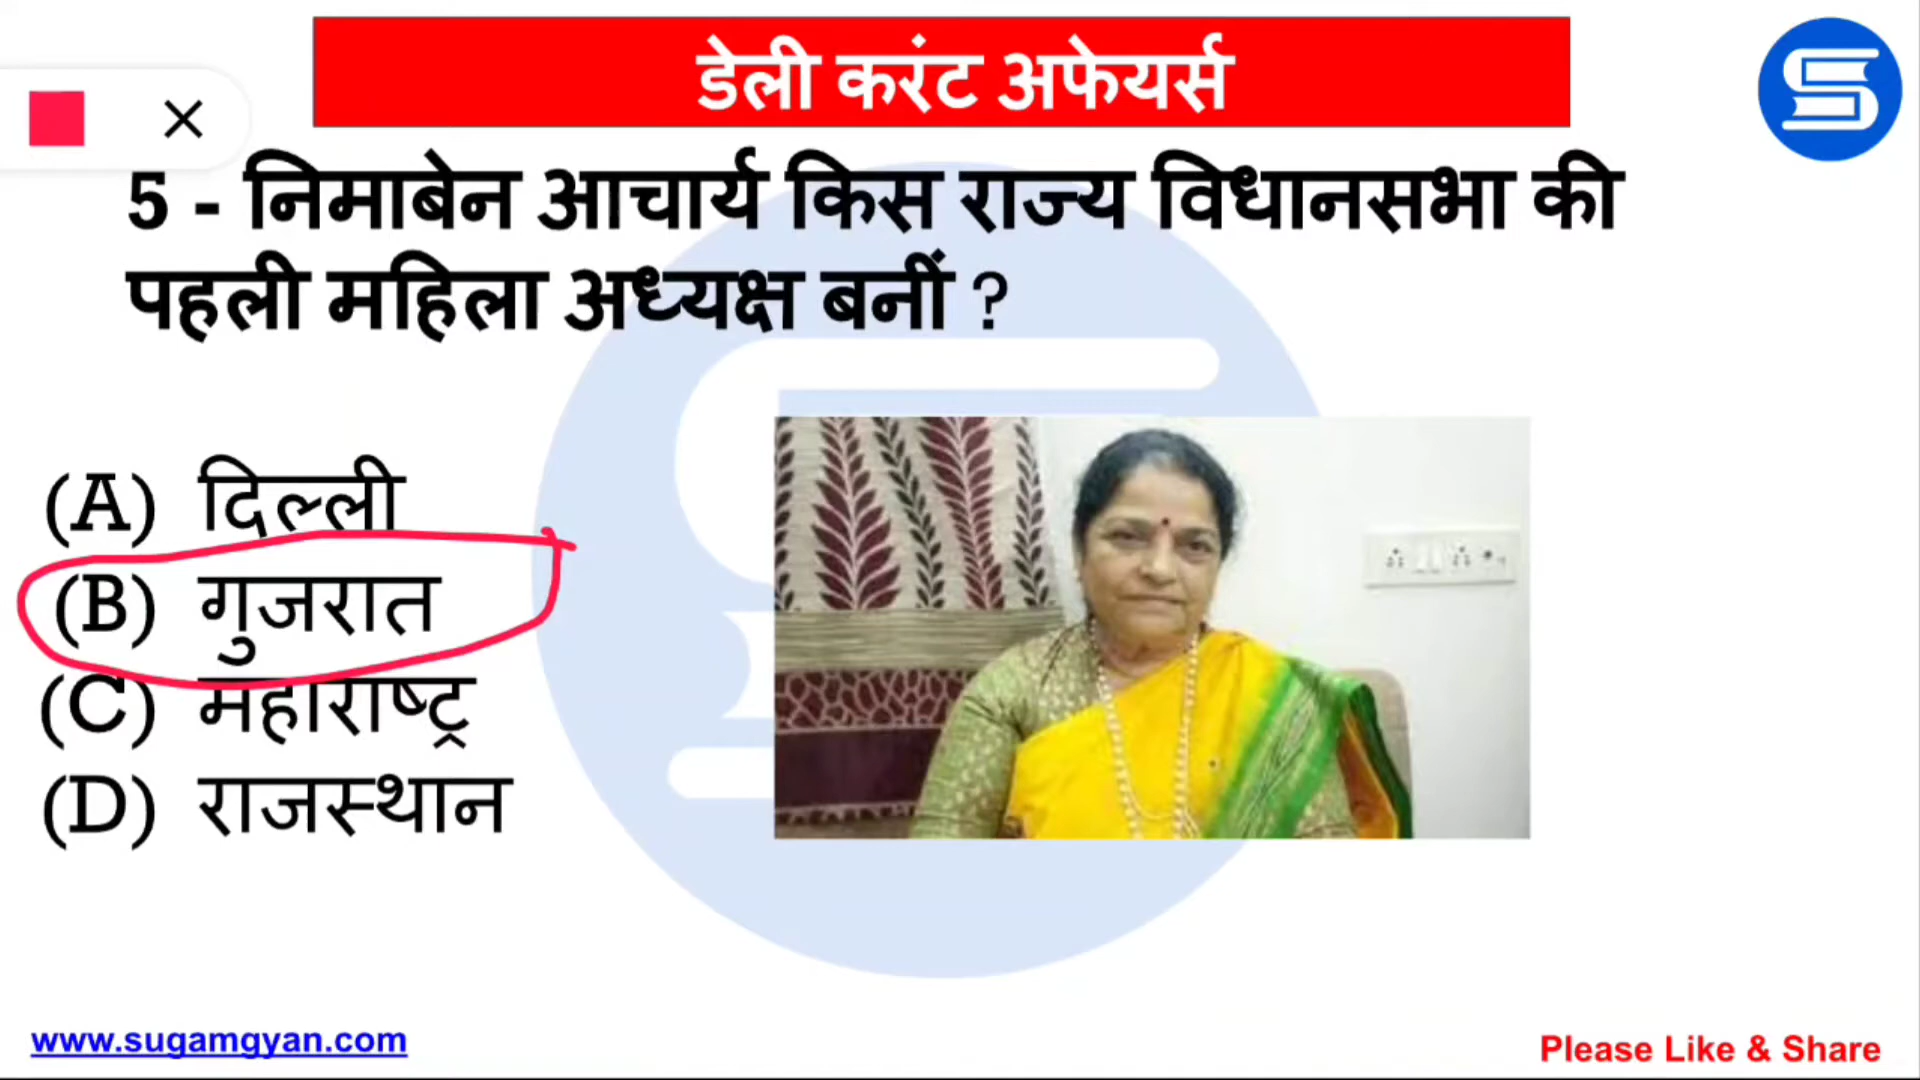 डेली करंट अफेयर्स
5 - निमाबेन आचार्य किस राज्य विधानसभा की
पहली महिला अध्यक्ष बनीं ?
(A) दिल्ली
(B) गुजरात
(C) महाराष्ट्र
(D) राजस्थान
www.sugamgyan.com
Please Like & Share